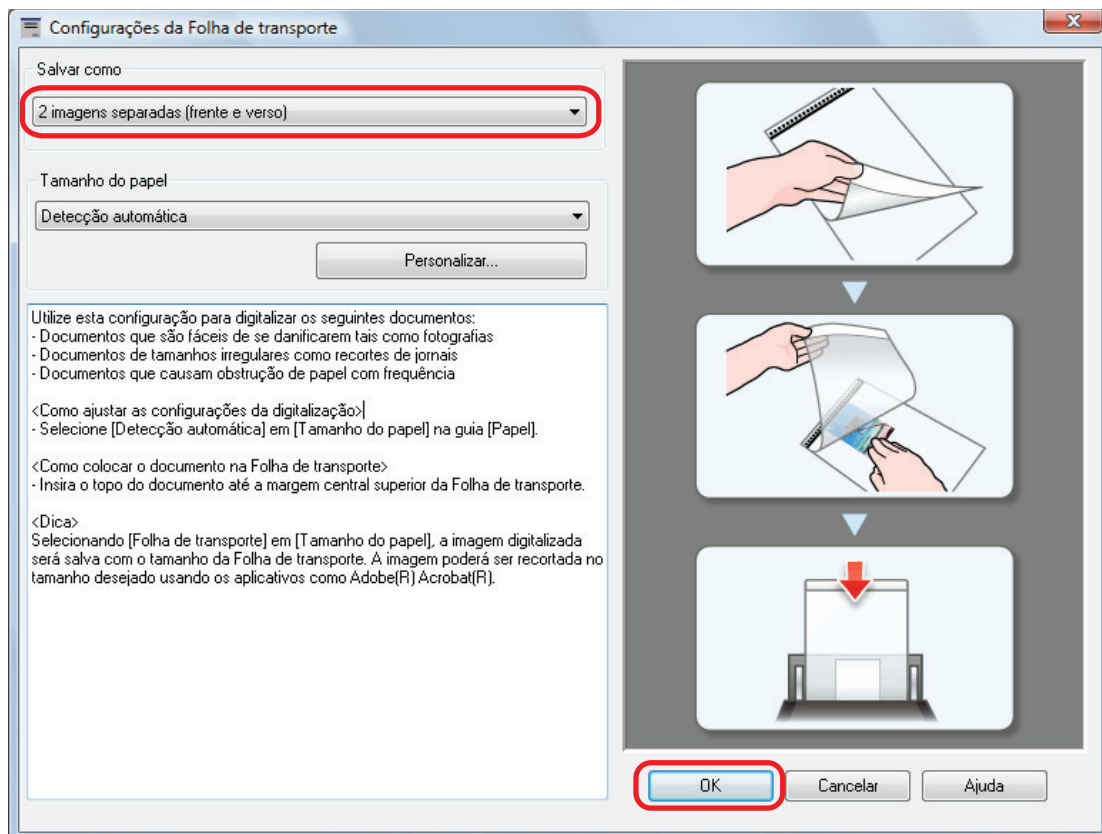 Configurações da Folha de transporte
Salvar como
2 imagens separadas (frente e verso)
Tamanho do papel
Detecção automática
Personalizar...
Utilize esta configuração para digitalizar os seguintes documentos:
- Documentos que são fáceis de se danificarem tais como fotografias
- Documentos de tamanhos irregulares como recortes de jornais
- Documentos que causam obstrução de papel com frequência
<Como ajustar as configurações da digitalização>
- Selecione [Detecção automática] em [Tamanho do papel] na guia [Papel].
<Como colocar o documento na Folha de transporte>
- Insira o topo do documento até a margem central superior da Folha de transporte.
<Dica>
Selecionando [Folha de transporte] em [Tamanho do papel], a imagem digitalizada
será salva com o tamanho da Folha de transporte. A imagem poderá ser recortada no
tamanho desejado usando os aplicativos como Adobe(R) Acrobat(R).
OK
Cancelar
Ajuda